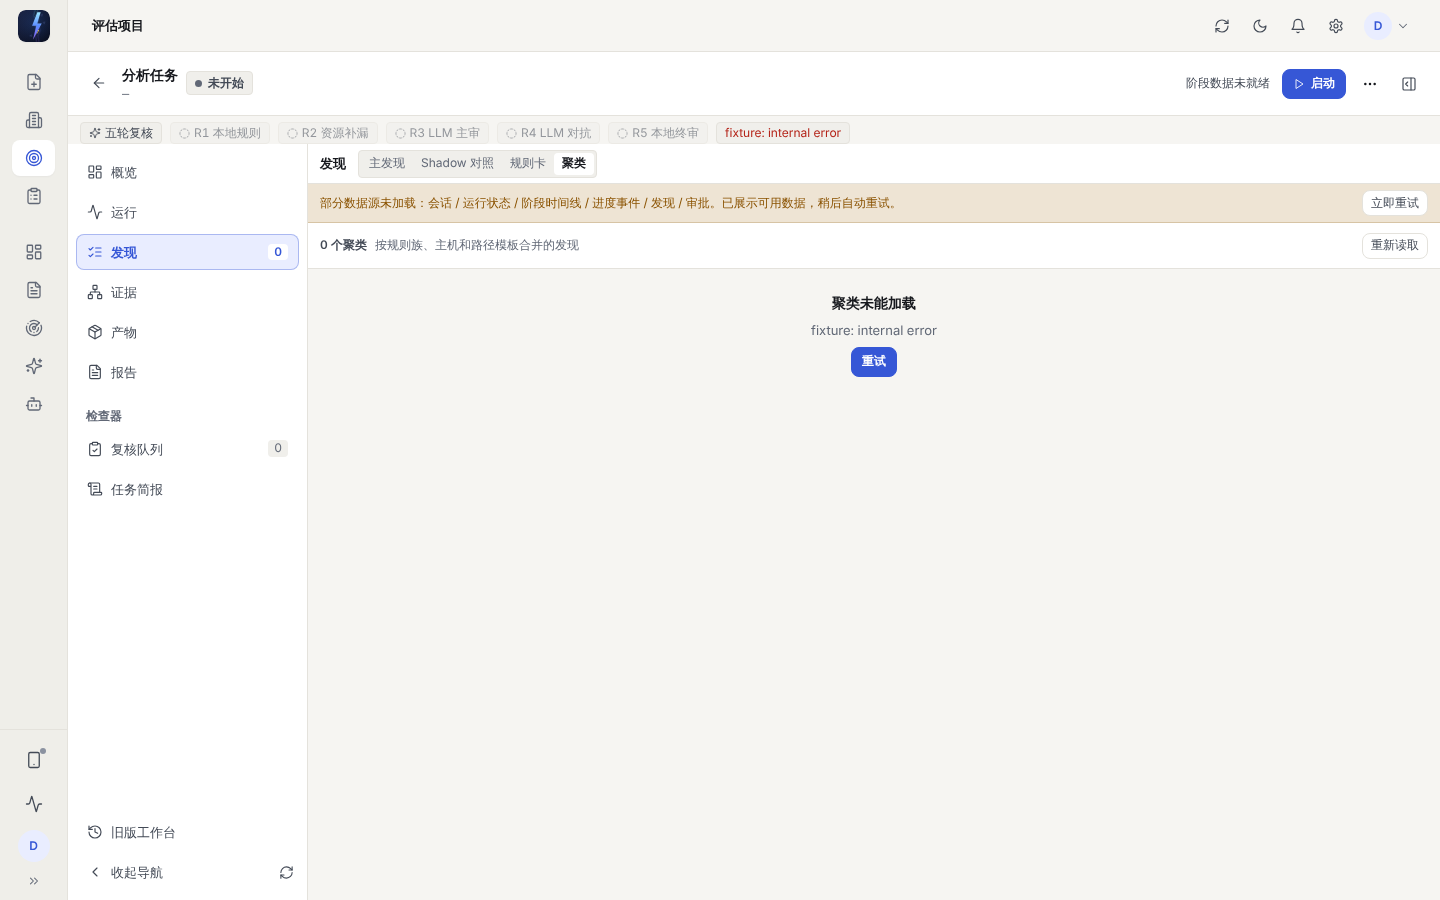 评估项目
D
分析任务
—
未开始
阶段数据未就绪
启动
五轮复核
R1 本地规则
R2 资源补漏
R3 LLM 主审
R4 LLM 对抗
R5 本地终审
fixture: internal error
概览
运行
发现
0
证据
产物
报告
检查器
复核队列
0
任务简报
旧版工作台
收起导航
D
发现
主发现
Shadow 对照
规则卡
聚类
部分数据源未加载：会话 / 运行状态 / 阶段时间线 / 进度事件 / 发现 / 审批。已展示可用数据，稍后自动重试。
立即重试
0 个聚类 按规则族、主机和路径模板合并的发现
重新读取
聚类未能加载
fixture: internal error
重试